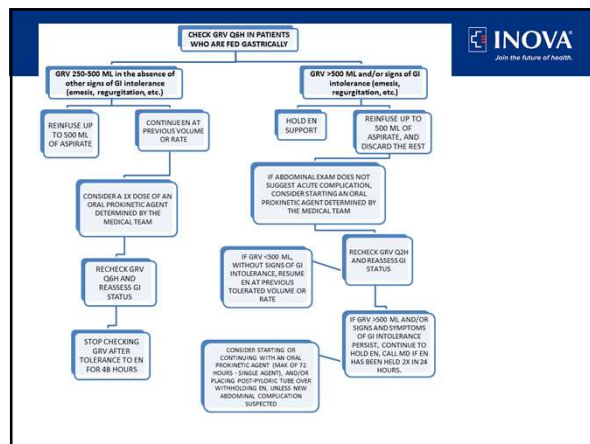 CHECK GRV Q6H IN PATIENTS
WHO ARE FED GASTRICALLY
INOVA®
Join the future of health.
GRV 250-500 ML in the absence of
other signs of GI intolerance
(emesis, regurgitation, etc.)
REINFUSE UP
TO 500 ML
OF ASPIRATE
CONTINUE EN AT
PREVIOUS VOLUME
OR RATE
CONSIDER A 1X DOSE OF AN
ORAL PROKINETIC AGENT
DETERMINED BY THE
MEDICAL TEAM
RECHECK GRV
Q6H AND
REASSESS GI
STATUS
STOP CHECKING
GRV AFTER
TOLERANCE TO EN
FOR 48 HOURS
GRV >500 ML and/or signs of GI
intolerance (emesis,
regurgitation, etc.)
HOLD EN
SUPPORT
REINFUSE UP TO
500 ML OF
ASPIRATE, AND
DISCARD THE REST
IF ABDOMINAL EXAM DOES NOT
SUGGEST ACUTE COMPLICATION,
CONSIDER STARTING AN ORAL
PROKINETIC AGENT DETERMINED BY
THE MEDICAL TEAM
RECHECK GRV Q2H
AND REASSESS GI
STATUS
IF GRV <500 ML,
WITHOUT SIGNS OF GI
INTOLERANCE, RESUME
EN AT PREVIOUS
TOLERATED VOLUME OR
RATE
IF GRV >500 ML AND/OR
SIGNS AND SYMPTOMS
OF GI INTOLERANCE
PERSIST, CONTINUE TO
HOLD EN, CALL MD IF EN
HAS BEEN HELD 2X IN 24
HOURS.
CONSIDER STARTING OR
CONTINUING WITH AN ORAL
PROKINETIC AGENT (MAX OF 72
HOURS - SINGLE AGENT), AND/OR
PLACING POST-PYLORIC TUBE OVER
WITHHOLDING EN, UNLESS NEW
ABDOMINAL COMPLICATION
SUSPECTED